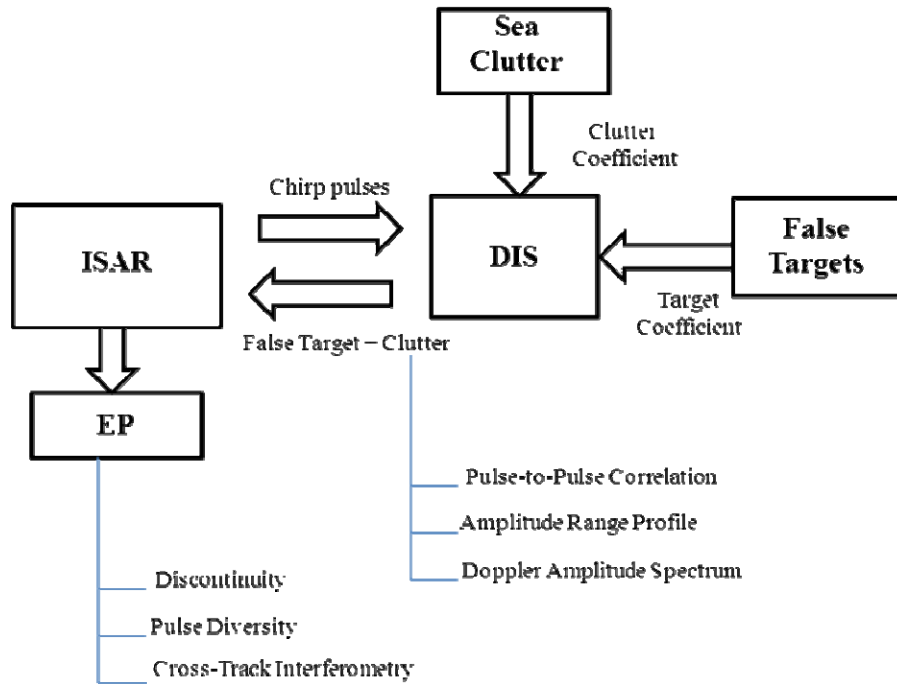 Sea
Clutter
Clutter
Coefficient
Chirp pulses
ISAR
DIS
False
Targets
Target
Coefficient
False Target – Clutter
EP
Pulse-to-Pulse Correlation
Amplitude Range Profile
Doppler Amplitude Spectrum
Discontinuity
Pulse Diversity
Cross-Track Interferometry